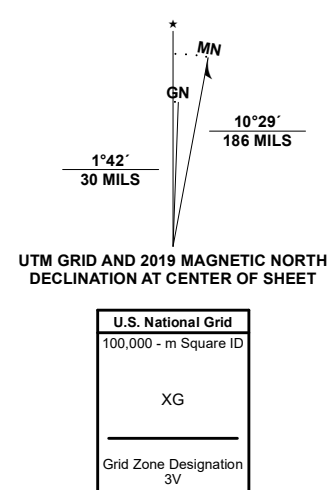 ★
MN
GN
10°29´
186 MILS
1°42´
30 MILS
UTM GRID AND 2019 MAGNETIC NORTH
DECLINATION AT CENTER OF SHEET
U.S. National Grid
100,000 - m Square ID
XG
Grid Zone Designation
3V